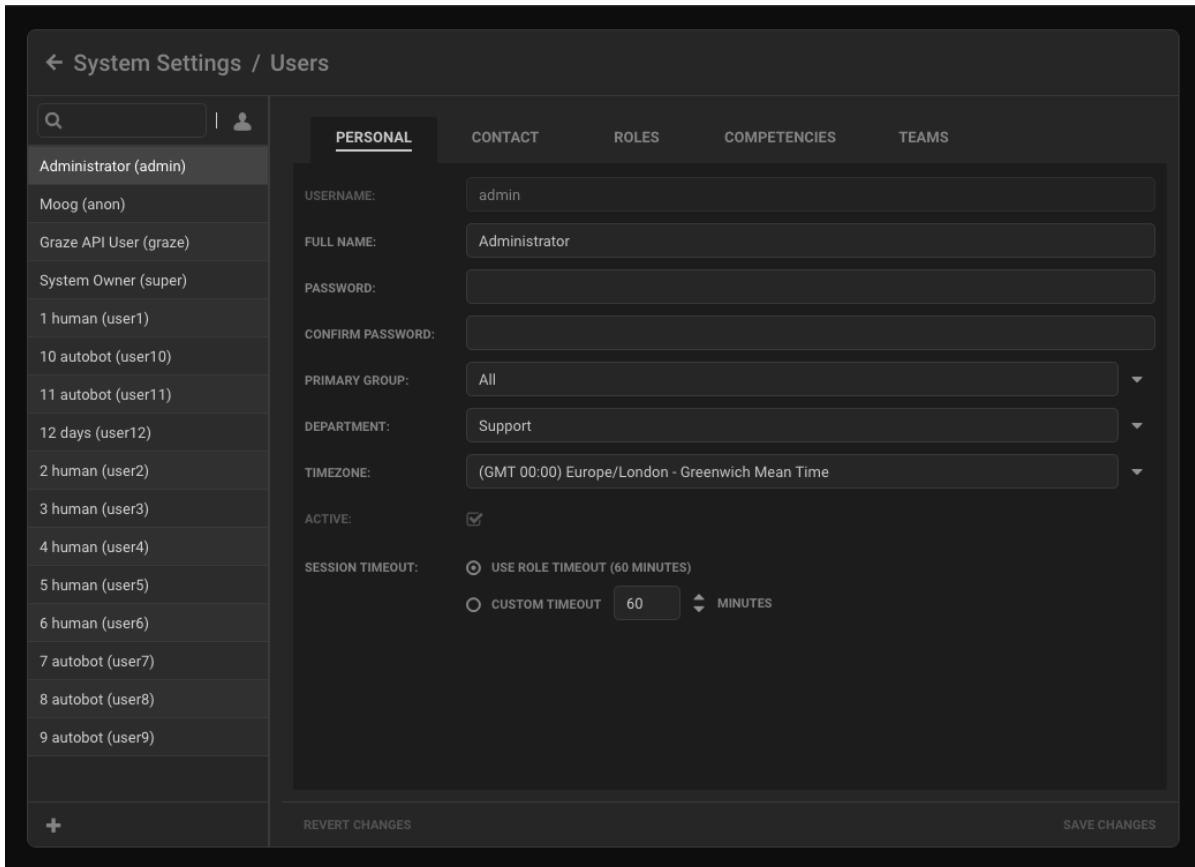 System Settings / Users
Administrator (admin)
Moog (anon)
Graze API User (graze)
System Owner (super)
1 human (user1)
10 autobot (user10)
11 autobot (user11)
12 days (user12)
2 human (user2)
3 human (user3)
4 human (user4)
5 human (user5)
6 human (user6)
7 autobot (user7)
8 autobot (user8)
9 autobot (user9)
PERSONAL CONTACT ROLES COMPETENCIES TEAMS
USERNAME: admin
FULL NAME: Administrator
PASSWORD:
CONFIRM PASSWORD:
PRIMARY GROUP: All
DEPARTMENT: Support
TIMEZONE: (GMT 00:00) Europe/London - Greenwich Mean Time
ACTIVE:
SESSION TIMEOUT: USE ROLE TIMEOUT (60 MINUTES)
CUSTOM TIMEOUT 60 MINUTES
REVERT CHANGES SAVE CHANGES